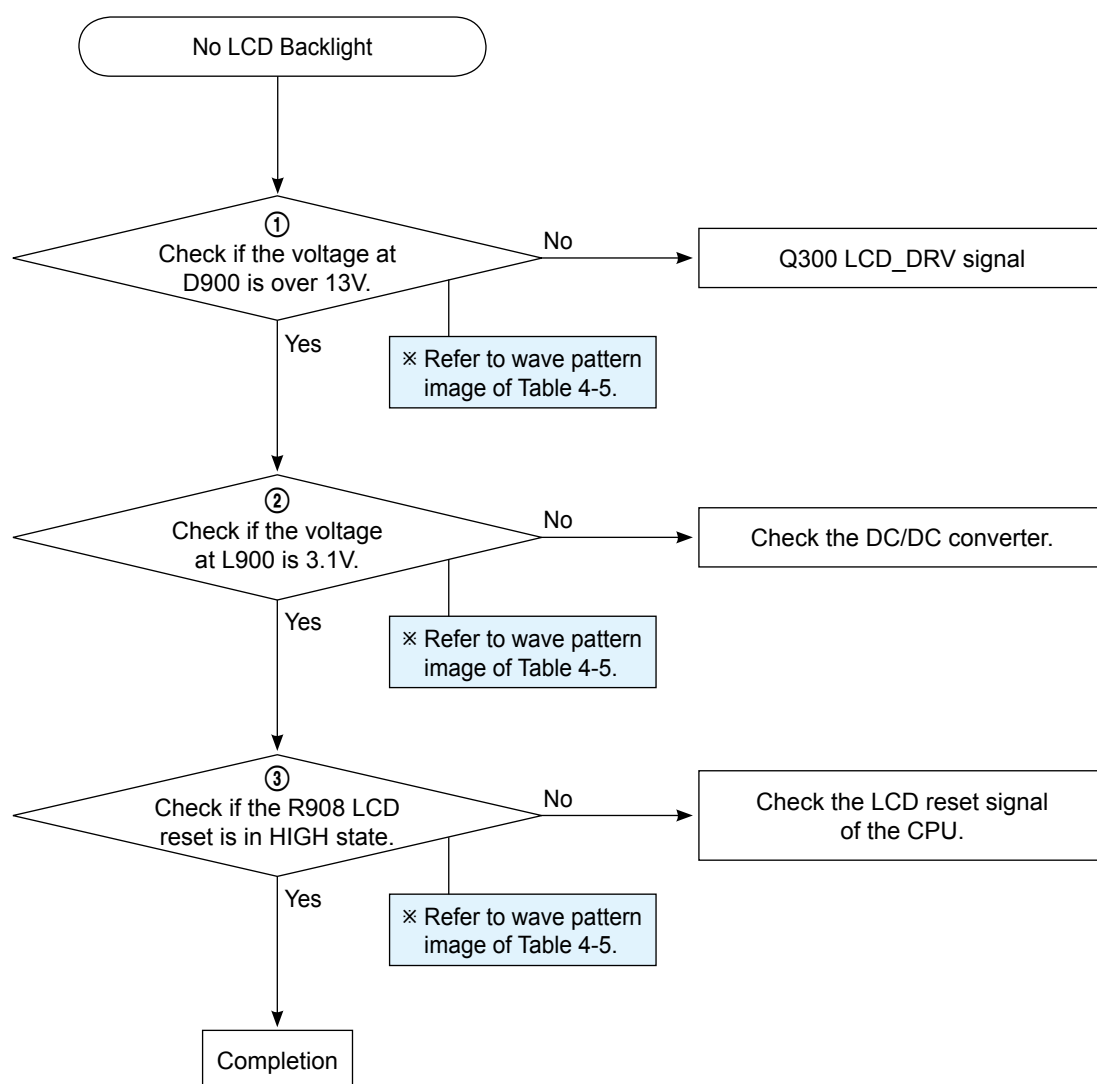 No LCD Backlight
①
Check if the voltage at
D900 is over 13V.
No
Q300 LCD_DRV signal
Yes
※ Refer to wave pattern
image of Table 4-5.
②
Check if the voltage
at L900 is 3.1V.
No
Check the DC/DC converter.
Yes
※ Refer to wave pattern
image of Table 4-5.
③
Check if the R908 LCD
reset is in HIGH state.
No
Check the LCD reset signal
of the CPU.
Yes
※ Refer to wave pattern
image of Table 4-5.
Completion